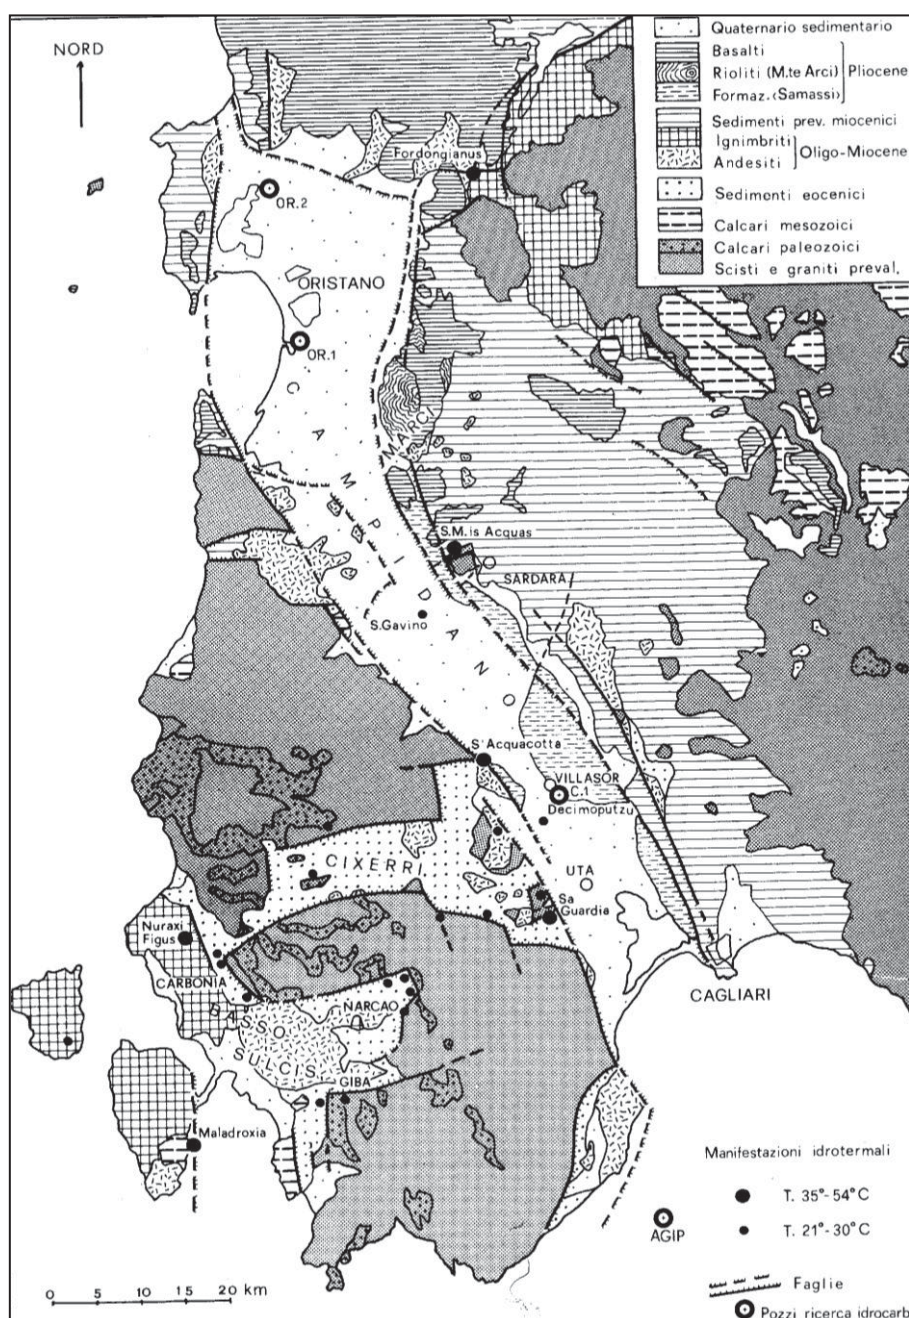 NORD
Quaternario sedimentario
Basalti
Rioliti (M.te Arci)
Pliocene
Formaz.‹Samassi›
Sedimenti prev. miocenici
Ignimbriti
Oligo-Miocene
Andesiti
Sedimenti eocenici
Calcari mesozoici
Calcari paleozoici
Scisti e graniti preval.
Fordongianus
OR.2
ORISTANO
OR.1
CAMPIDANO
M.ARCI
S.M.is Acquas
SARDARA
S.Gavino
S'Acquacotta
VILLASOR
C.1
Decimoputzu
CIXERRI
UTA
Sa
Guardia
Nuraxi
Figus
CARBONIA
NARCAO
CAGLIARI
BASSO
SULCIS
GIBA
Maladroxia
Manifestazioni idrotermali
T. 35°-54°C
AGIP
T. 21°-30°C
Faglie
0 5 10 15 20 km
Pozzi ricerca idrocarb